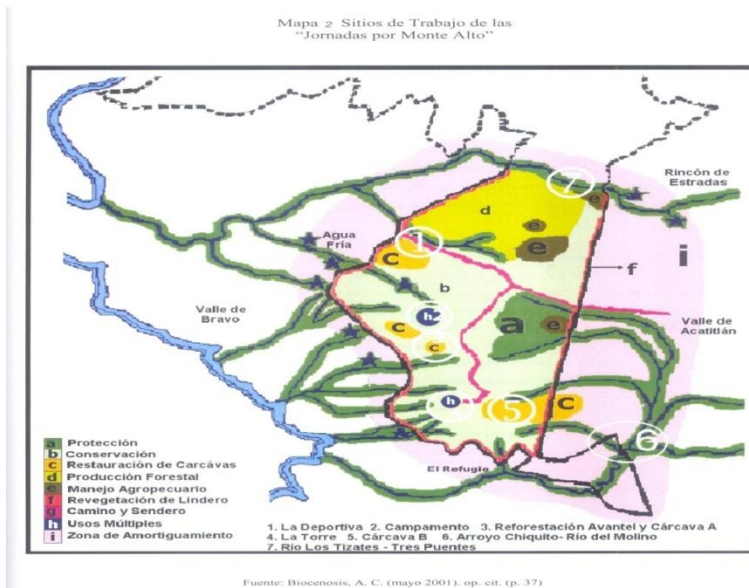 Mapa 2 Sitios de Trabajo de las
“Jornadas por Monte Alto”
Rincón de
Estradas
7
e
d
e
e
Agua
Fría
1
c
i
f
b
Valle de
Bravo
h2
a
e
Valle de
Acatitlán
c
c
h
5
c
6
El Refugio
a Protección
b Conservación
c Restauración de Carcávas
d Producción Forestal
e Manejo Agropecuario
f Revegetación de Lindero
g Camino y Sendero
h Usos Múltiples
i Zona de Amortiguamiento
1. La Deportiva 2. Campamento 3. Reforestación Avantel y Cárcava A
4. La Torre 5. Cárcava B 6. Arroyo Chiquito- Río del Molino
7. Río Los Tizates - Tres Puentes
Fuente: Biocenosis, A. C. (mayo 2001). op. cit. (p. 37)